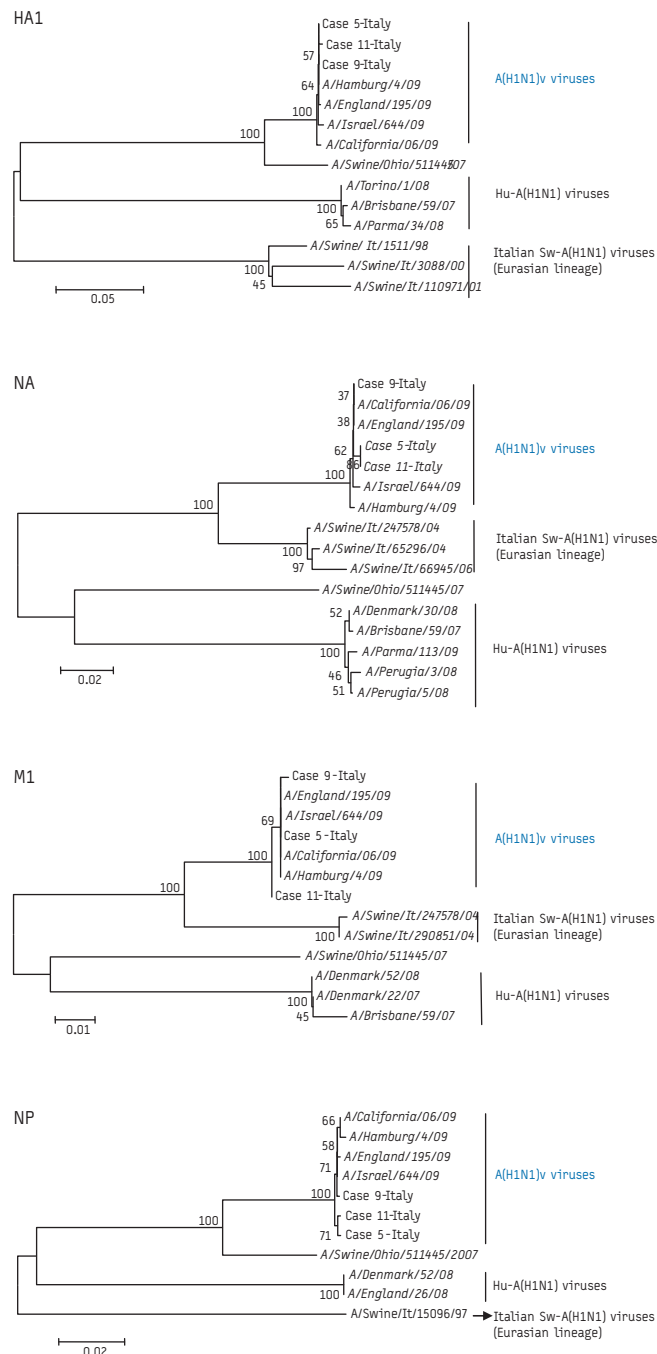 HA1
Case 5-Italy
57
Case 11-Italy
Case 9-Italy
64
A/Hamburg/4/09
A(H1N1)v viruses
A/England/195/09
100
A/Israel/644/09
100
A/California/06/09
A/Swine/Ohio/511445/07
A/Torino/1/08
100
A/Brisbane/59/07
Hu-A(H1N1) viruses
65
A/Parma/34/08
A/Swine/ It/1511/98
100
A/Swine/It/3088/00
Italian Sw-A(H1N1) viruses
(Eurasian lineage)
45
A/Swine/It/110971/01
0.05
NA
Case 9-Italy
37
A/California/06/09
38
A/England/195/09
62
Case 5-Italy
A(H1N1)v viruses
86
Case 11-Italy
100
A/Israel/644/09
100
A/Hamburg/4/09
A/Swine/It/247578/04
100
A/Swine/It/65296/04
Italian Sw-A(H1N1) viruses
(Eurasian lineage)
97
A/Swine/It/66945/06
A/Swine/Ohio/511445/07
52
A/Denmark/30/08
A/Brisbane/59/07
100
A/Parma/113/09
Hu-A(H1N1) viruses
46
A/Perugia/3/08
51
A/Perugia/5/08
0.02
M1
Case 9-Italy
A/England/195/09
69
A/Israel/644/09
Case 5-Italy
A(H1N1)v viruses
100
A/California/06/09
A/Hamburg/4/09
100
Case 11-Italy
A/Swine/It/247578/04
100
A/Swine/It/290851/04
Italian Sw-A(H1N1) viruses
(Eurasian lineage)
A/Swine/Ohio/511445/07
A/Denmark/52/08
100
A/Denmark/22/07
Hu-A(H1N1) viruses
45
A/Brisbane/59/07
0.01
NP
A/California/06/09
66
A/Hamburg/4/09
58
A/England/195/09
71
A/Israel/644/09
A(H1N1)v viruses
100
Case 9-Italy
Case 11-Italy
100
71
Case 5-Italy
A/Swine/Ohio/511445/2007
A/Denmark/52/08
100
A/England/26/08
Hu-A(H1N1) viruses
A/Swine/It/15096/97
Italian Sw-A(H1N1) viruses
(Eurasian lineage)
0.02